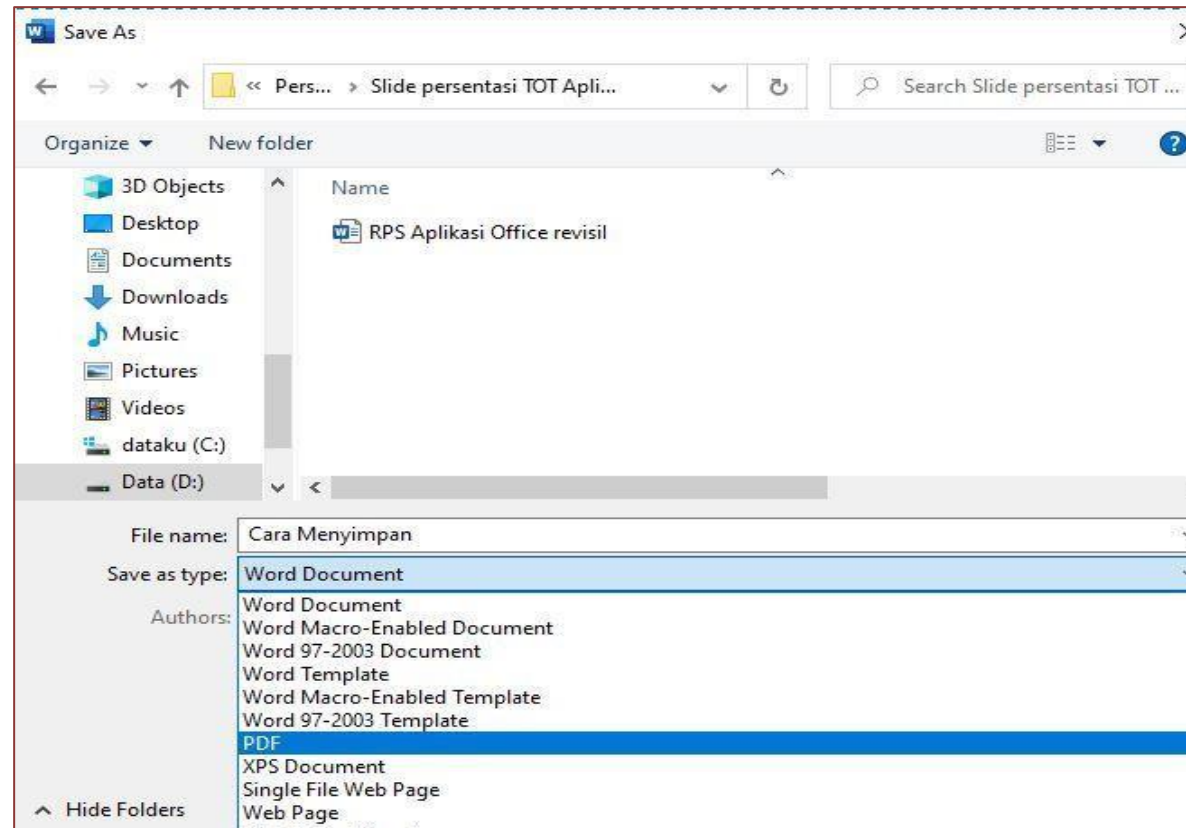 Save As
« Pers... › Slide persentasi TOT Apli...
Search Slide persentasi TOT ...
Organize
New folder
3D Objects
Desktop
Documents
Downloads
Music
Pictures
Videos
dataku (C:)
Data (D:)
Name
RPS Aplikasi Office revisil
File name: Cara Menyimpan
Save as type: Word Document
Authors:
Word Document
Word Macro-Enabled Document
Word 97-2003 Document
Word Template
Word Macro-Enabled Template
Word 97-2003 Template
PDF
XPS Document
Single File Web Page
Web Page
Hide Folders